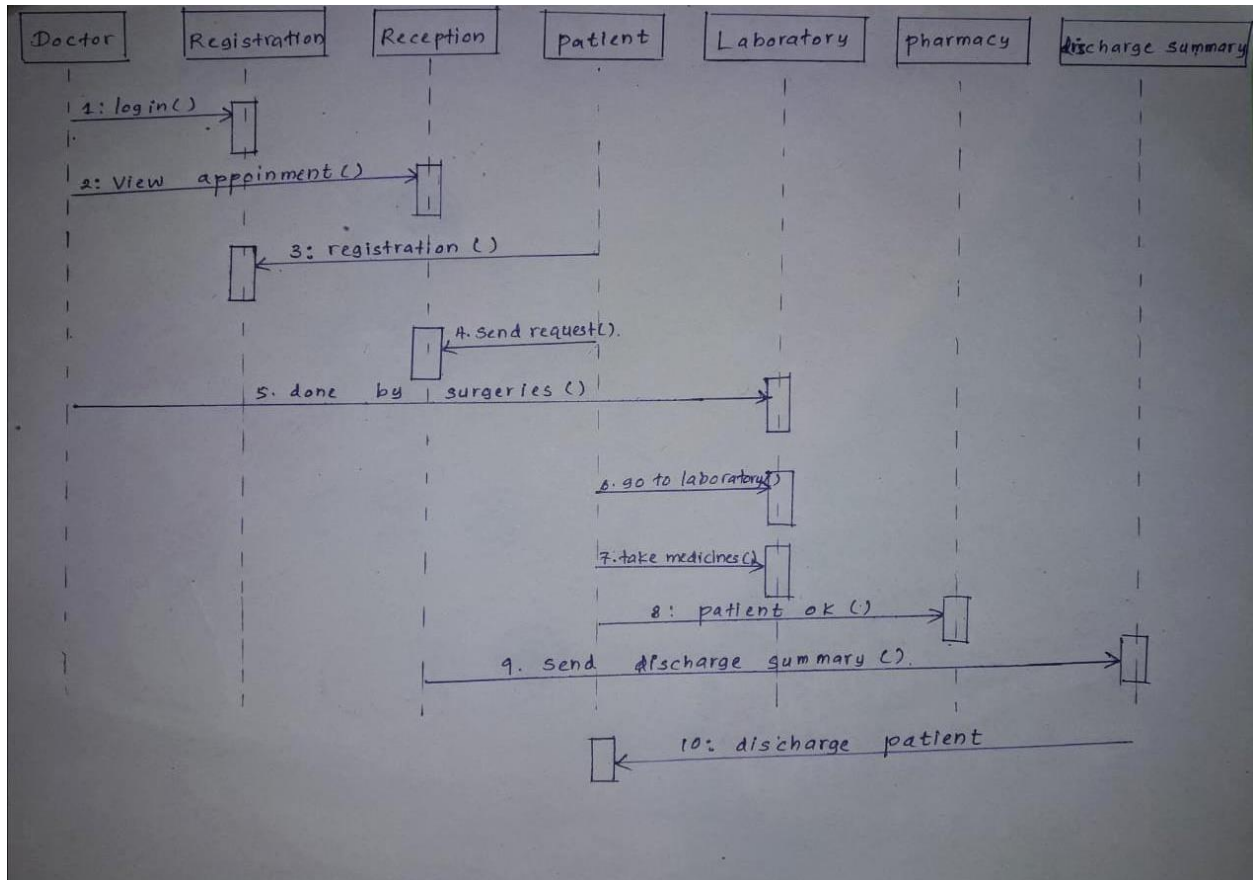 Doctor
Registration
Reception
patient
Laboratory
pharmacy
discharge summary
1: login()
2: View appoinment()
3: registration ()
4. Send request().
5. done by surgeries ()
6. go to laboratory()
7. take medicines()
8: patient ok ()
9. Send discharge summary ().
10: discharge patient